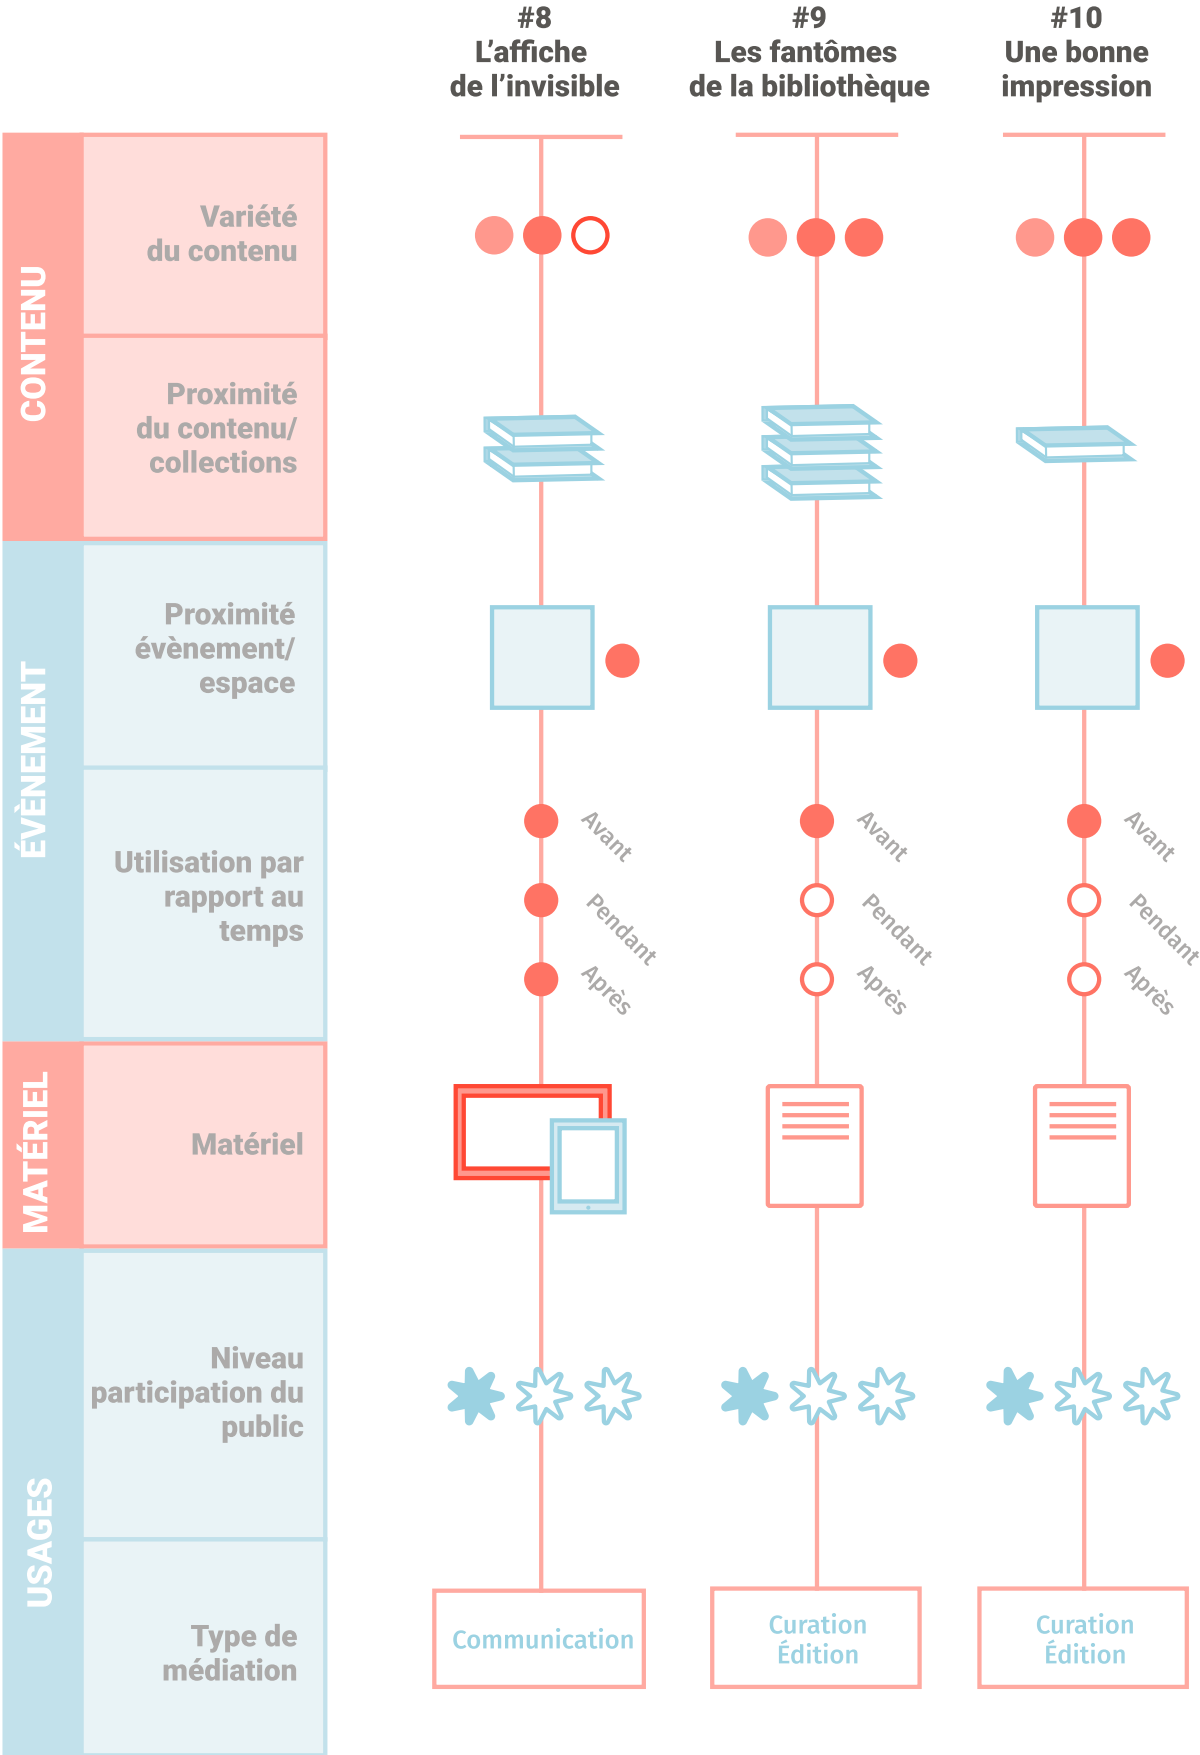 #8
L’affiche
de l’invisible
#9
Les fantômes
de la bibliothèque
#10
Une bonne
impression
CONTENU
Variété
du contenu
Proximité
du contenu/
collections
ÉVÈNEMENT
Proximité
évènement/
espace
Utilisation par
rapport au
temps
Avant
Pendant
Après
Avant
Pendant
Après
Avant
Pendant
Après
MATÉRIEL
Matériel
USAGES
Niveau
participation du
public
Type de
médiation
Communication
Curation
Édition
Curation
Édition